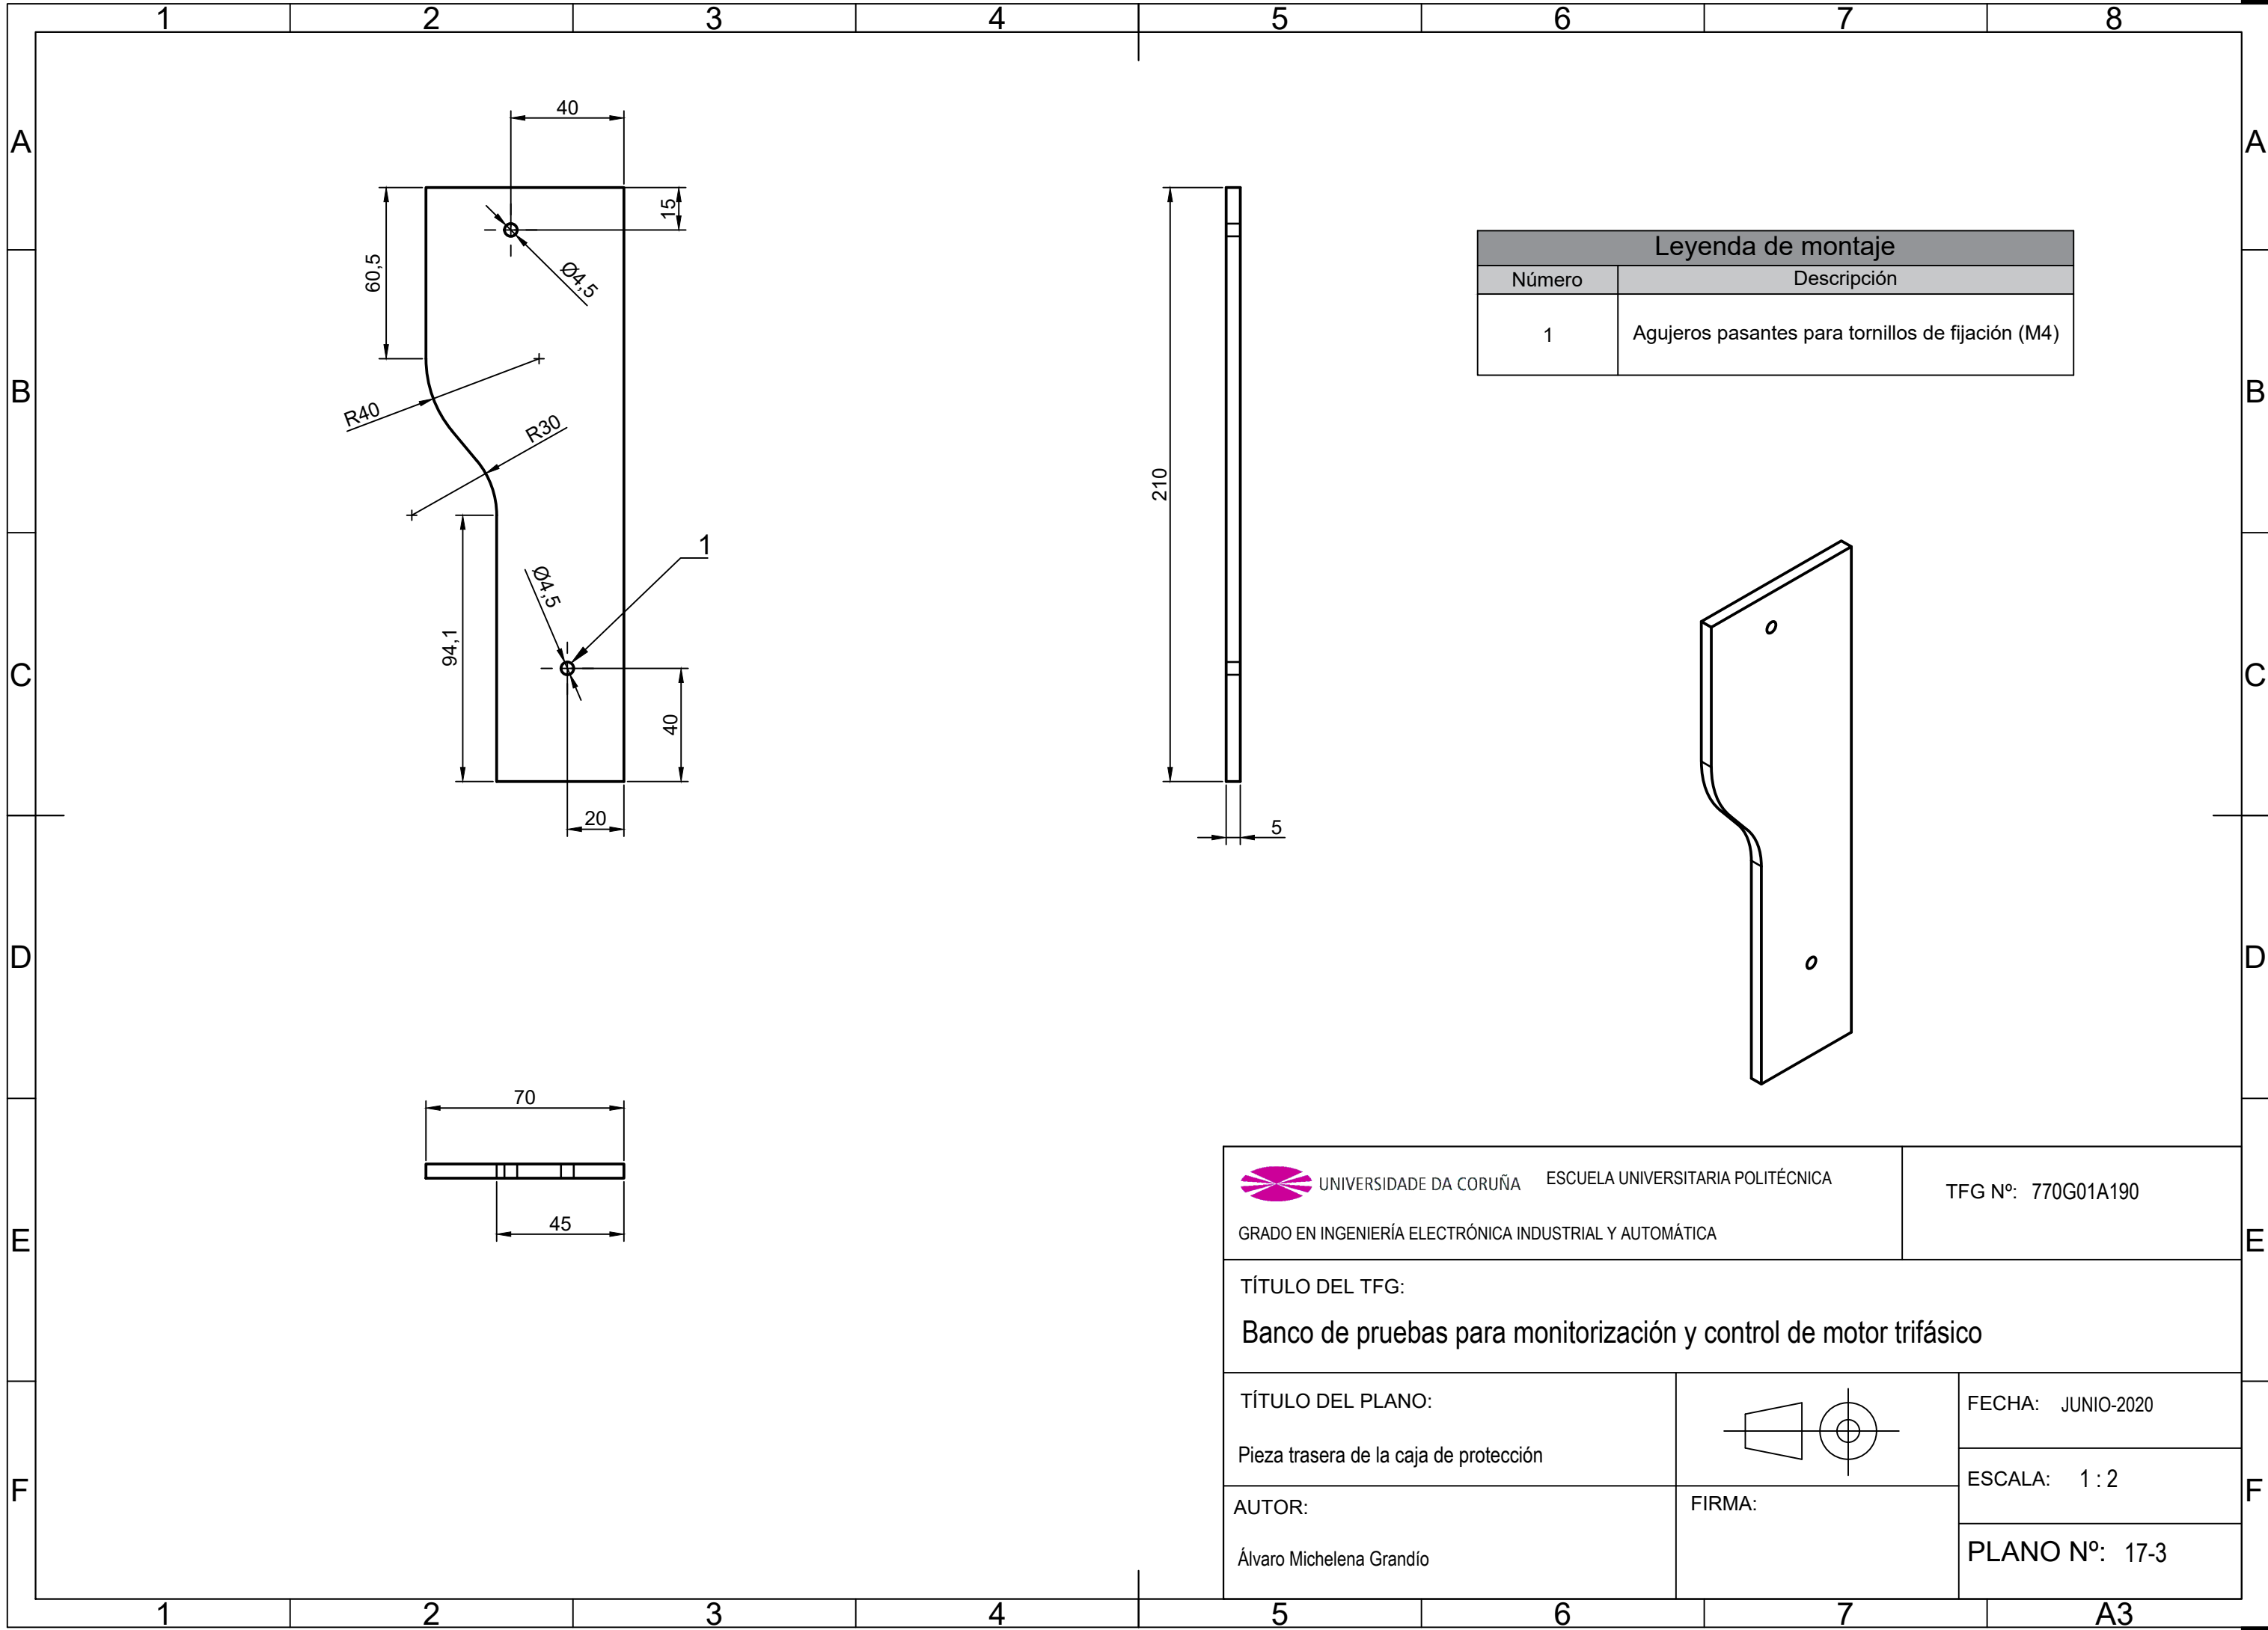 1 2 3 4 5 6 7 8
A A
B B
C C
D D
E E
F F
40
15
60,5
Ø4,5
R40
R30
94,1
Ø4,5
1
40
20
210
5
70
45
Leyenda de montaje
Número Descripción
1 Agujeros pasantes para tornillos de fijación (M4)
UNIVERSIDADE DA CORUÑA ESCUELA UNIVERSITARIA POLITÉCNICA
GRADO EN INGENIERÍA ELECTRÓNICA INDUSTRIAL Y AUTOMÁTICA
TFG Nº: 770G01A190
TÍTULO DEL TFG:
Banco de pruebas para monitorización y control de motor trifásico
TÍTULO DEL PLANO:
Pieza trasera de la caja de protección
FECHA: JUNIO-2020
ESCALA: 1 : 2
AUTOR:
Álvaro Michelena Grandío
FIRMA:
PLANO Nº: 17-3
1 2 3 4 5 6 7 A3